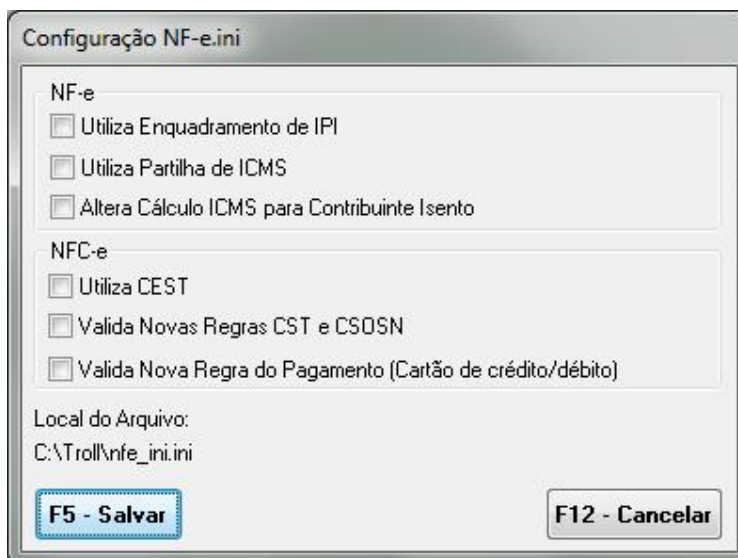 Configuração NF-e.ini
NF-e
Utiliza Enquadramento de IPI
Utiliza Partilha de ICMS
Altera Cálculo ICMS para Contribuinte Isento
NFC-e
Utiliza CEST
Valida Novas Regras CST e CSOSN
Valida Nova Regra do Pagamento (Cartão de crédito/débito)
Local do Arquivo:
C:\Troll\nfe_ini.ini
F5 - Salvar
F12 - Cancelar